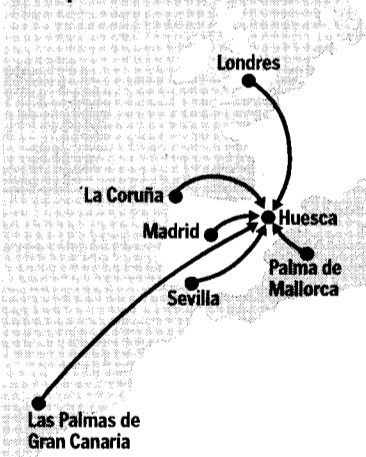 Londres
La Coruña
Huesca
Madrid
Palma de
Mallorca
Sevilla
Las Palmas de
Gran Canaria